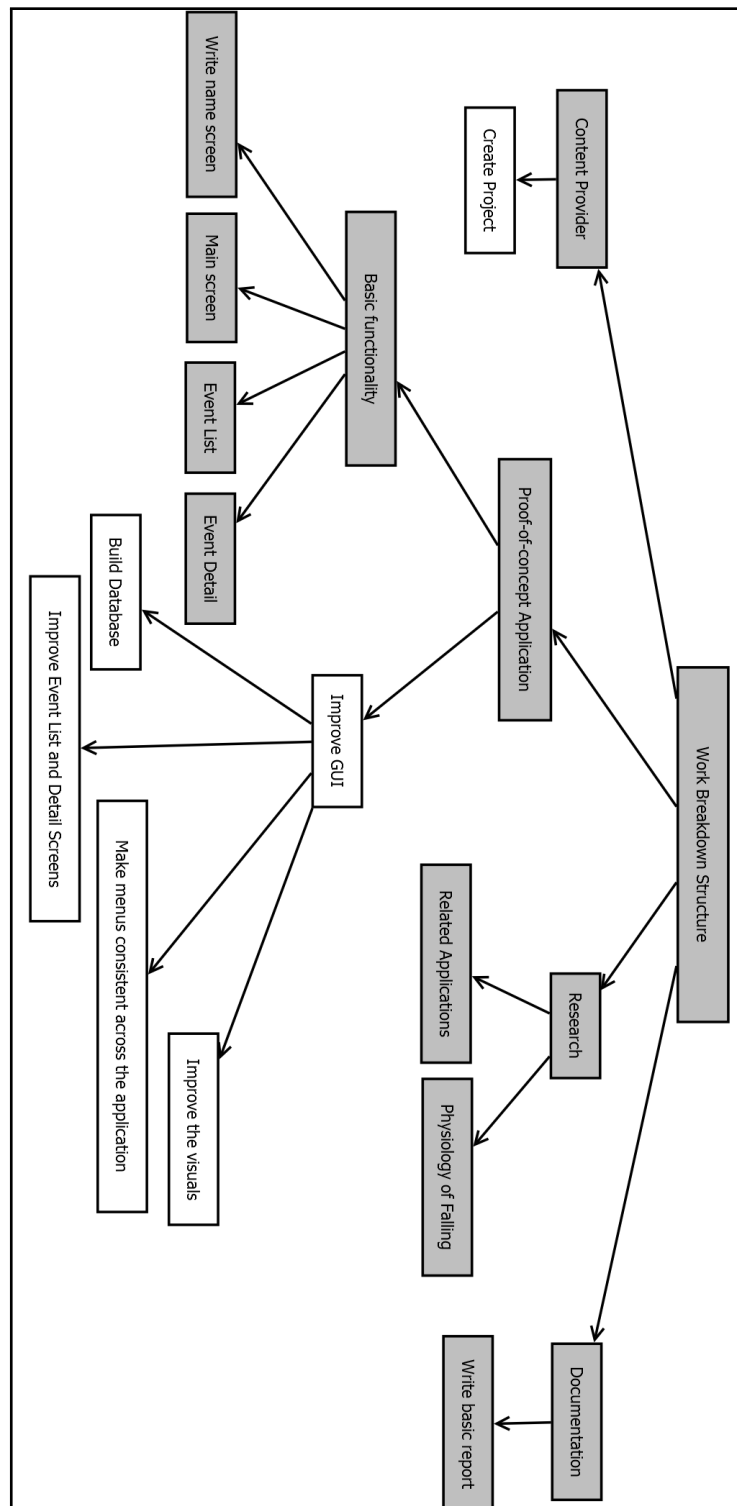 Work Breakdown Structure
Content Provider
Proof-of-concept Application
Research
Documentation
Create Project
Basic functionality
Improve GUI
Related Applications
Physiology of Falling
Write basic report
Write name screen
Main screen
Event List
Event Detail
Build Database
Improve Event List and Detail Screens
Make menus consistent across the application
Improve the visuals